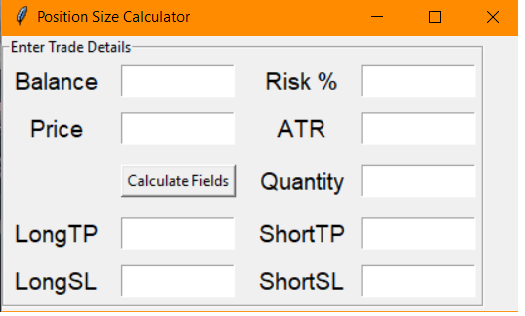 Position Size Calculator
Enter Trade Details
Balance Risk %
Price ATR
Calculate Fields Quantity
LongTP ShortTP
LongSL ShortSL